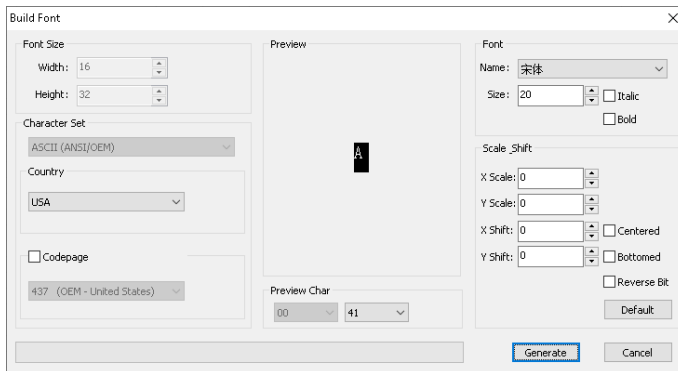 Build Font
Font Size
Width: 16
Height: 32
Character Set
ASCII (ANSI/OEM)
Country
USA
Codepage
437 (OEM - United States)
Preview
A
Preview Char
00 41
Font
Name: 宋体
Size: 20
Italic
Bold
Scale _Shift
X Scale: 0
Y Scale: 0
X Shift: 0 Centered
Y Shift: 0 Bottomed
Reverse Bit
Default
Generate Cancel